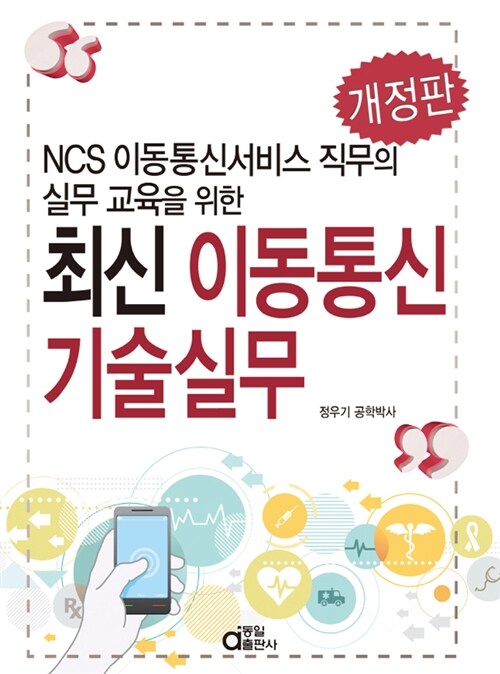 개정판
NCS 이동통신서비스 직무의
실무 교육을 위한
최신 이동통신
기술실무
정우기 공학박사
Rx
동일
출판사